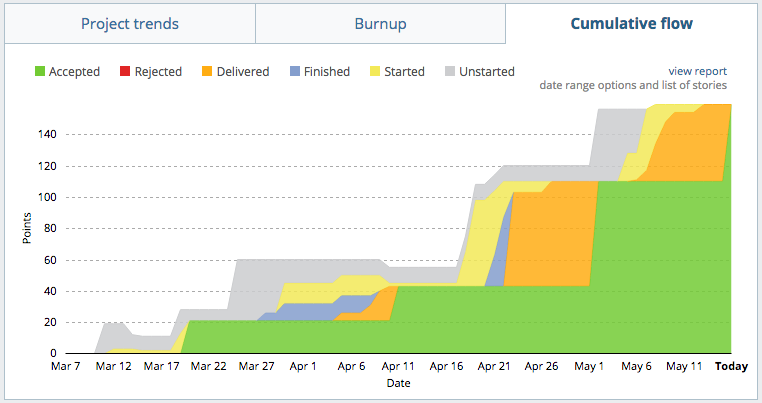 Project trends Burnup Cumulative flow
Accepted Rejected Delivered Finished Started Unstarted
view report
date range options and list of stories
140
120
100
80
60
40
20
0
Points
Mar 7 Mar 12 Mar 17 Mar 22 Mar 27 Apr 1 Apr 6 Apr 11 Apr 16 Apr 21 Apr 26 May 1 May 6 May 11 Today
Date